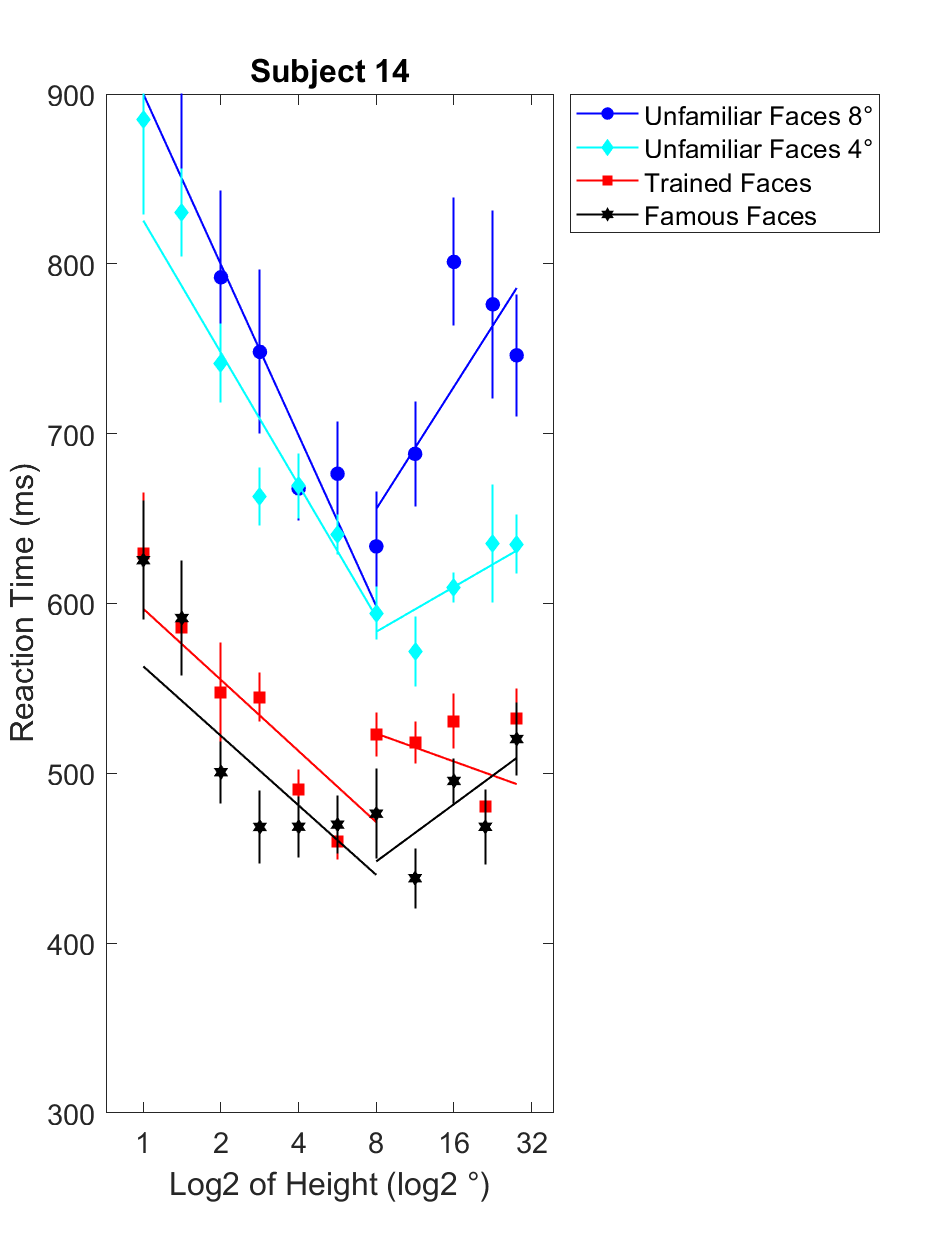 Subject 14
900
800
700
600
500
400
300
Reaction Time (ms)
1 2 4 8 16 32
Log2 of Height (log2 °)
Unfamiliar Faces 8°
Unfamiliar Faces 4°
Trained Faces
Famous Faces